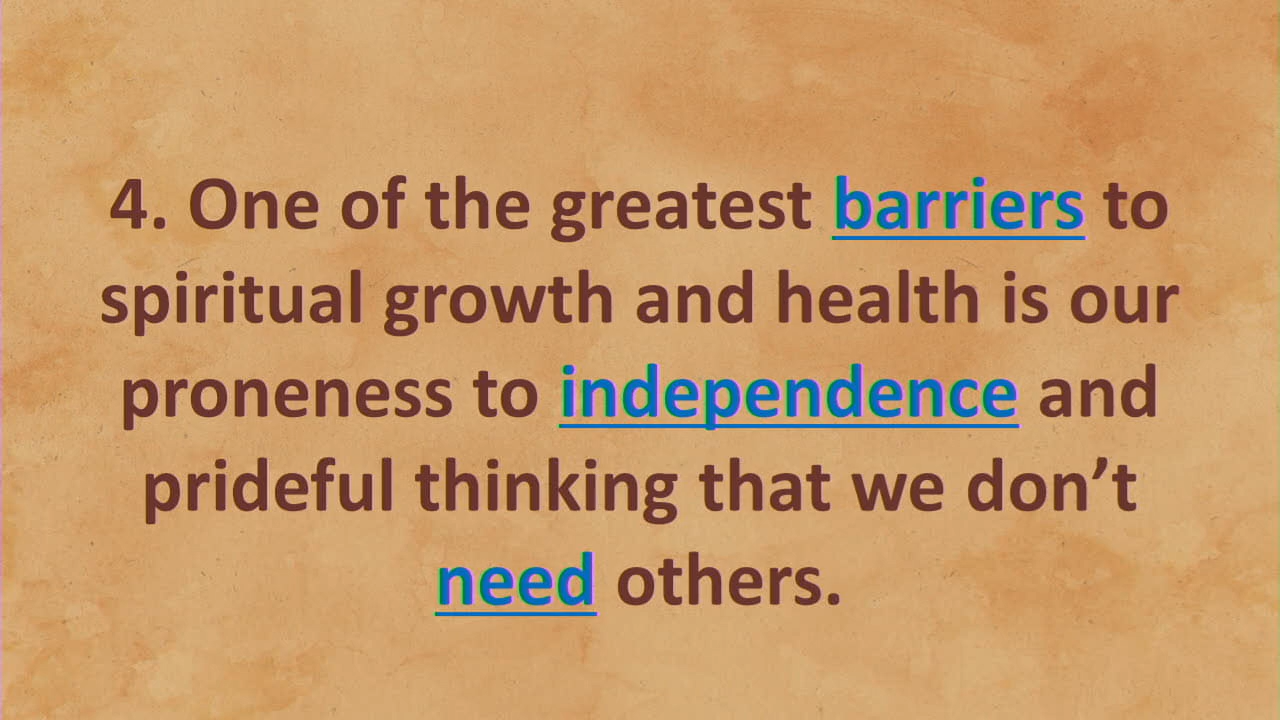 4. One of the greatest barriers to
spiritual growth and health is our
proneness to independence and
prideful thinking that we don’t
need others.